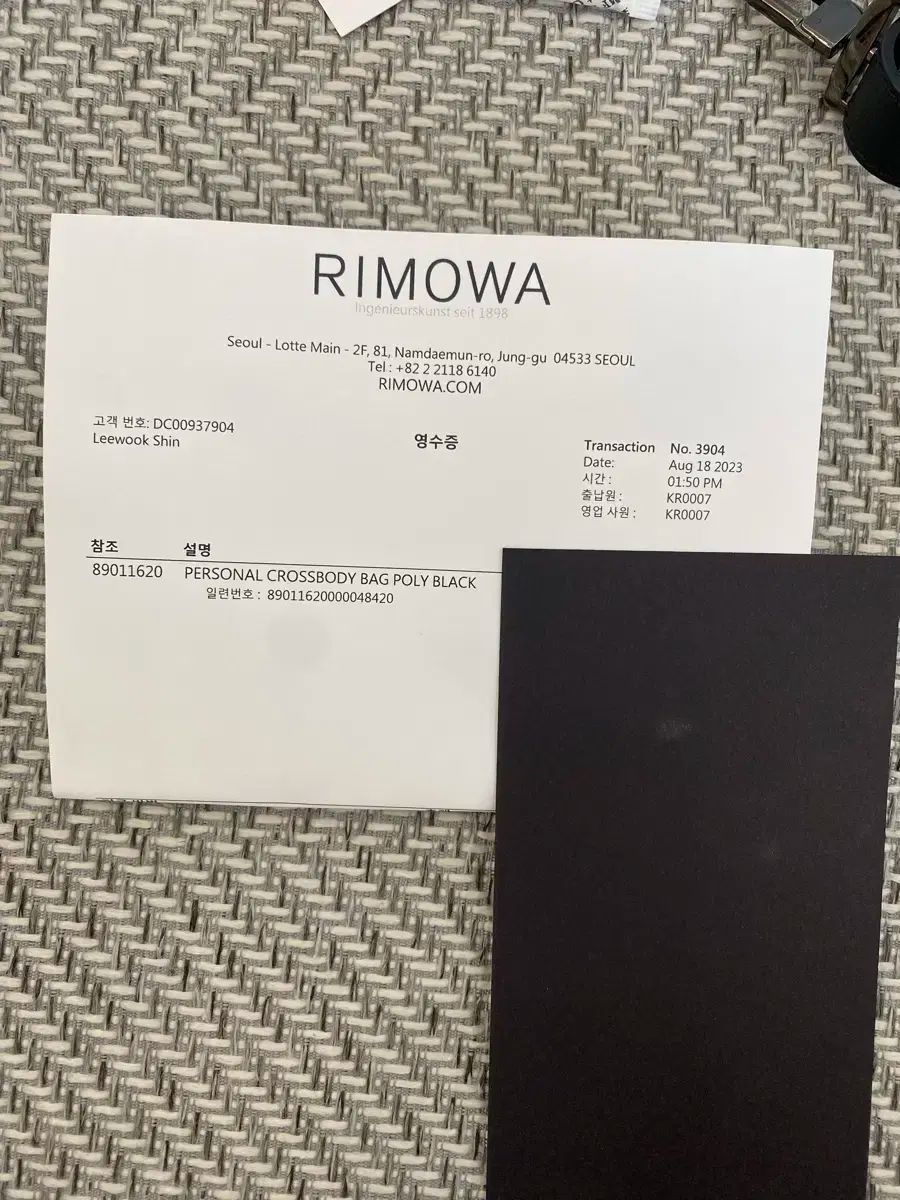 RIMOWA
Ingenieurskunst seit 1898
Seoul - Lotte Main - 2F, 81, Namdaemun-ro, Jung-gu 04533 SEOUL
Tel : +82 2 2118 6140
RIMOWA.COM
고객 번호: DC00937904
Leewook Shin
영수증
Transaction No. 3904
Date: Aug 18 2023
시간 : 01:50 PM
출납원 : KR0007
영업 사원 : KR0007
참조 설명
89011620 PERSONAL CROSSBODY BAG POLY BLACK
일련번호 : 89011620000048420